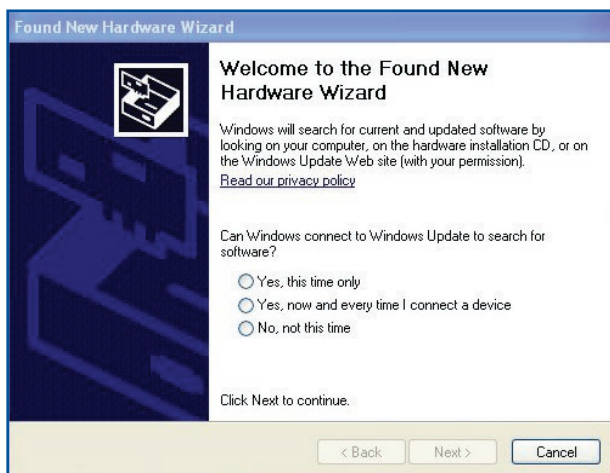 Found New Hardware Wizard
Welcome to the Found New
Hardware Wizard
Windows will search for current and updated software by
looking on your computer, on the hardware installation CD, or on
the Windows Update Web site (with your permission).
Read our privacy policy
Can Windows connect to Windows Update to search for
software?
Yes, this time only
Yes, now and every time I connect a device
No, not this time
Click Next to continue.
< Back Next > Cancel